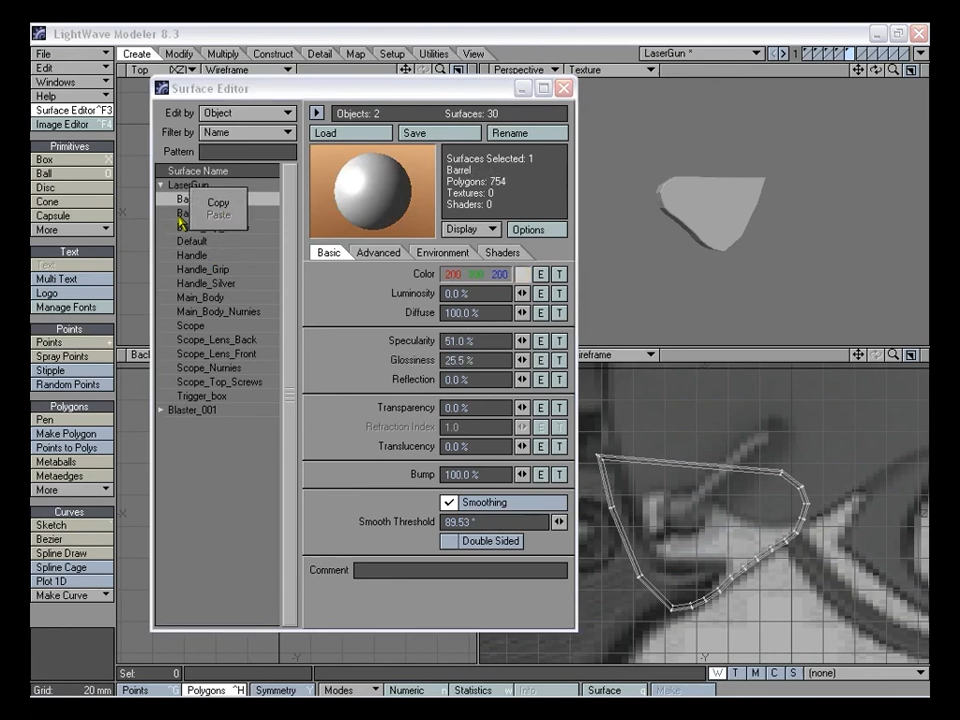 LightWave Modeler 8.3
File Create Modify Multiply Construct Detail Map Setup Utilities View LaserGun * 1
Edit Top (XZ) Wireframe Perspective Texture
Windows Surface Editor
Help
Surface Editor ^F3 Edit by Object Objects: 2 Surfaces: 30
Image Editor ^F4 Filter by Name Load Save Rename
Primitives Pattern
Box X Surface Name Surfaces Selected: 1
Ball O LaserGun Barrel
Disc Polygons: 754
Cone Copy Textures: 0
Capsule Paste Shaders: 0
More Display Options
Text Default Basic Advanced Environment Shaders
Text Handle
Multi Text Handle_Grip Color 200 200 200 E T
Logo Handle_Silver Luminosity 0.0 % E T
Manage Fonts Main_Body Diffuse 100.0 % E T
Points Main_Body_Nurnies
Points + Scope Specularity 51.0 % E T
Spray Points Scope_Lens_Back Glossiness 25.5 % E T
Stipple Scope_Lens_Front Reflection 0.0 % E T
Random Points Scope_Nurnies
Polygons Scope_Top_Screws Transparency 0.0 % E T
Pen Trigger_box Refraction Index 1.0 E T
Make Polygon Blaster_001 Translucency 0.0 % E T
Points to Polys
Metaballs Bump 100.0 % E T
Metaedges
More Smoothing
Curves Smooth Threshold 89.53 °
Sketch Double Sided
Bezier
Spline Draw Comment
Spline Cage
Plot 1D
Make Curve
-Y -Y
Sel: 0 W T M C S (none)
Grid: 20 mm Points ^G Polygons ^H Symmetry Y Modes Numeric n Statistics w Info Surface q Make